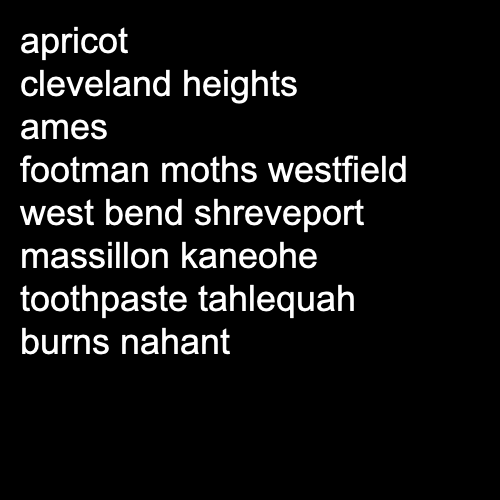 apricot
cleveland heights
ames
footman moths westfield
west bend shreveport
massillon kaneohe
toothpaste tahlequah
burns nahant